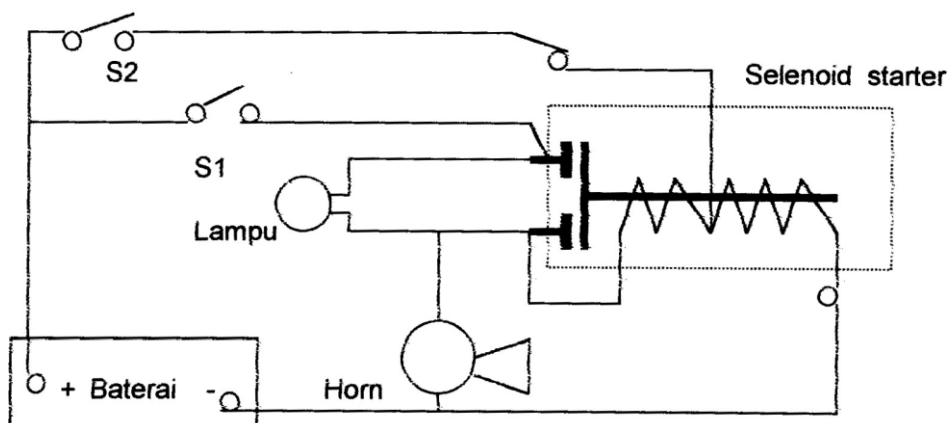 S2
Selenoid starter
S1
Lampu
+ Baterai -
Horn